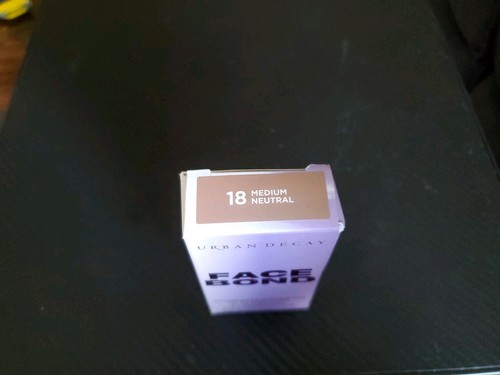 18 MEDIUM
NEUTRAL
URBAN DECAY
FACE
BOND